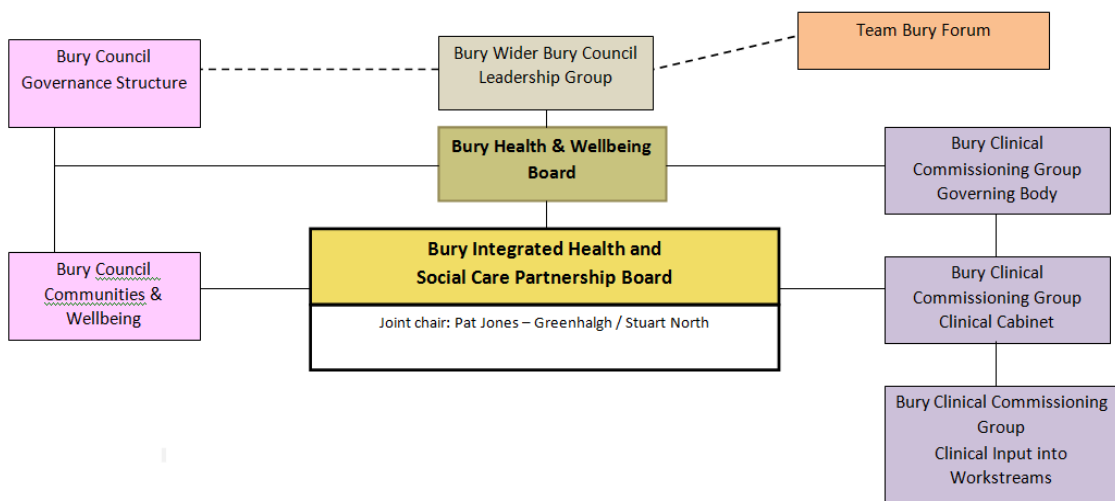 Team Bury Forum
Bury Council
Governance Structure
Bury Wider Bury Council
Leadership Group
Bury Health & Wellbeing
Board
Bury Clinical
Commissioning Group
Governing Body
Bury Integrated Health and
Social Care Partnership Board
Joint chair: Pat Jones – Greenhalgh / Stuart North
Bury Council
Communities &
Wellbeing
Bury Clinical
Commissioning Group
Clinical Cabinet
Bury Clinical Commissioning
Group
Clinical Input into
Workstreams